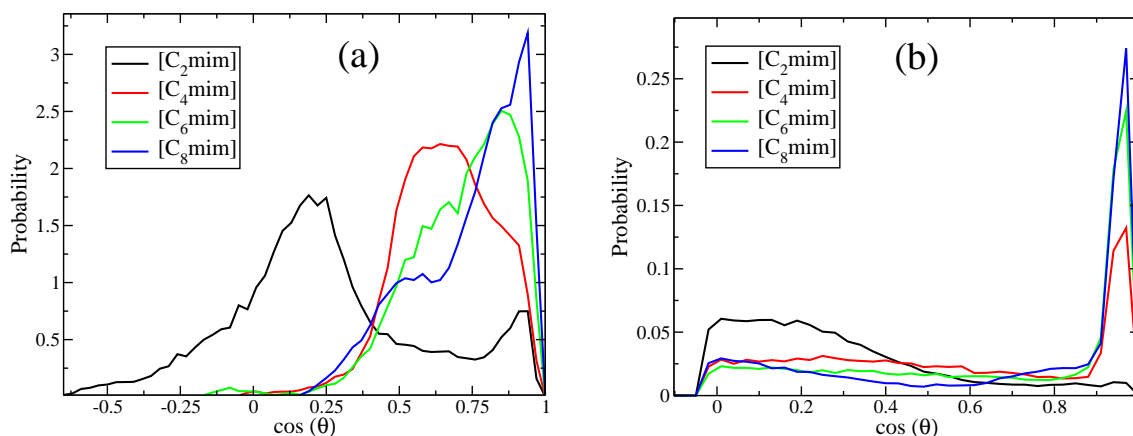 (a)
[C2mim]
[C4mim]
[C6mim]
[C8mim]
Probability
3
2.5
2
1.5
1
0.5
-0.5
-0.25
0
0.25
0.5
0.75
1
cos (θ)
(b)
[C2mim]
[C4mim]
[C6mim]
[C8mim]
Probability
0.25
0.2
0.15
0.1
0.05
0
0
0.2
0.4
0.6
0.8
1
cos (θ)